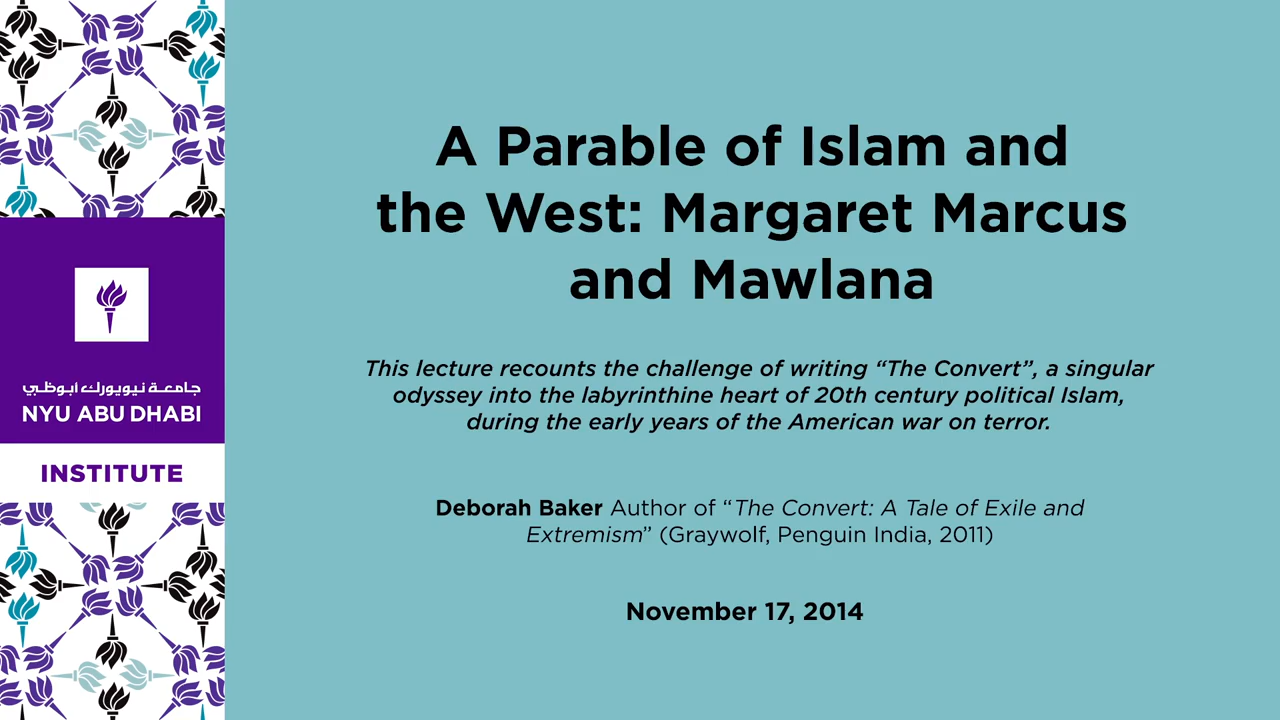 جامعة نيويورك أبوظبي
NYU ABU DHABI
INSTITUTE
A Parable of Islam and
the West: Margaret Marcus
and Mawlana
This lecture recounts the challenge of writing “The Convert”, a singular
odyssey into the labyrinthine heart of 20th century political Islam,
during the early years of the American war on terror.
Deborah Baker Author of “The Convert: A Tale of Exile and
Extremism” (Graywolf, Penguin India, 2011)
November 17, 2014